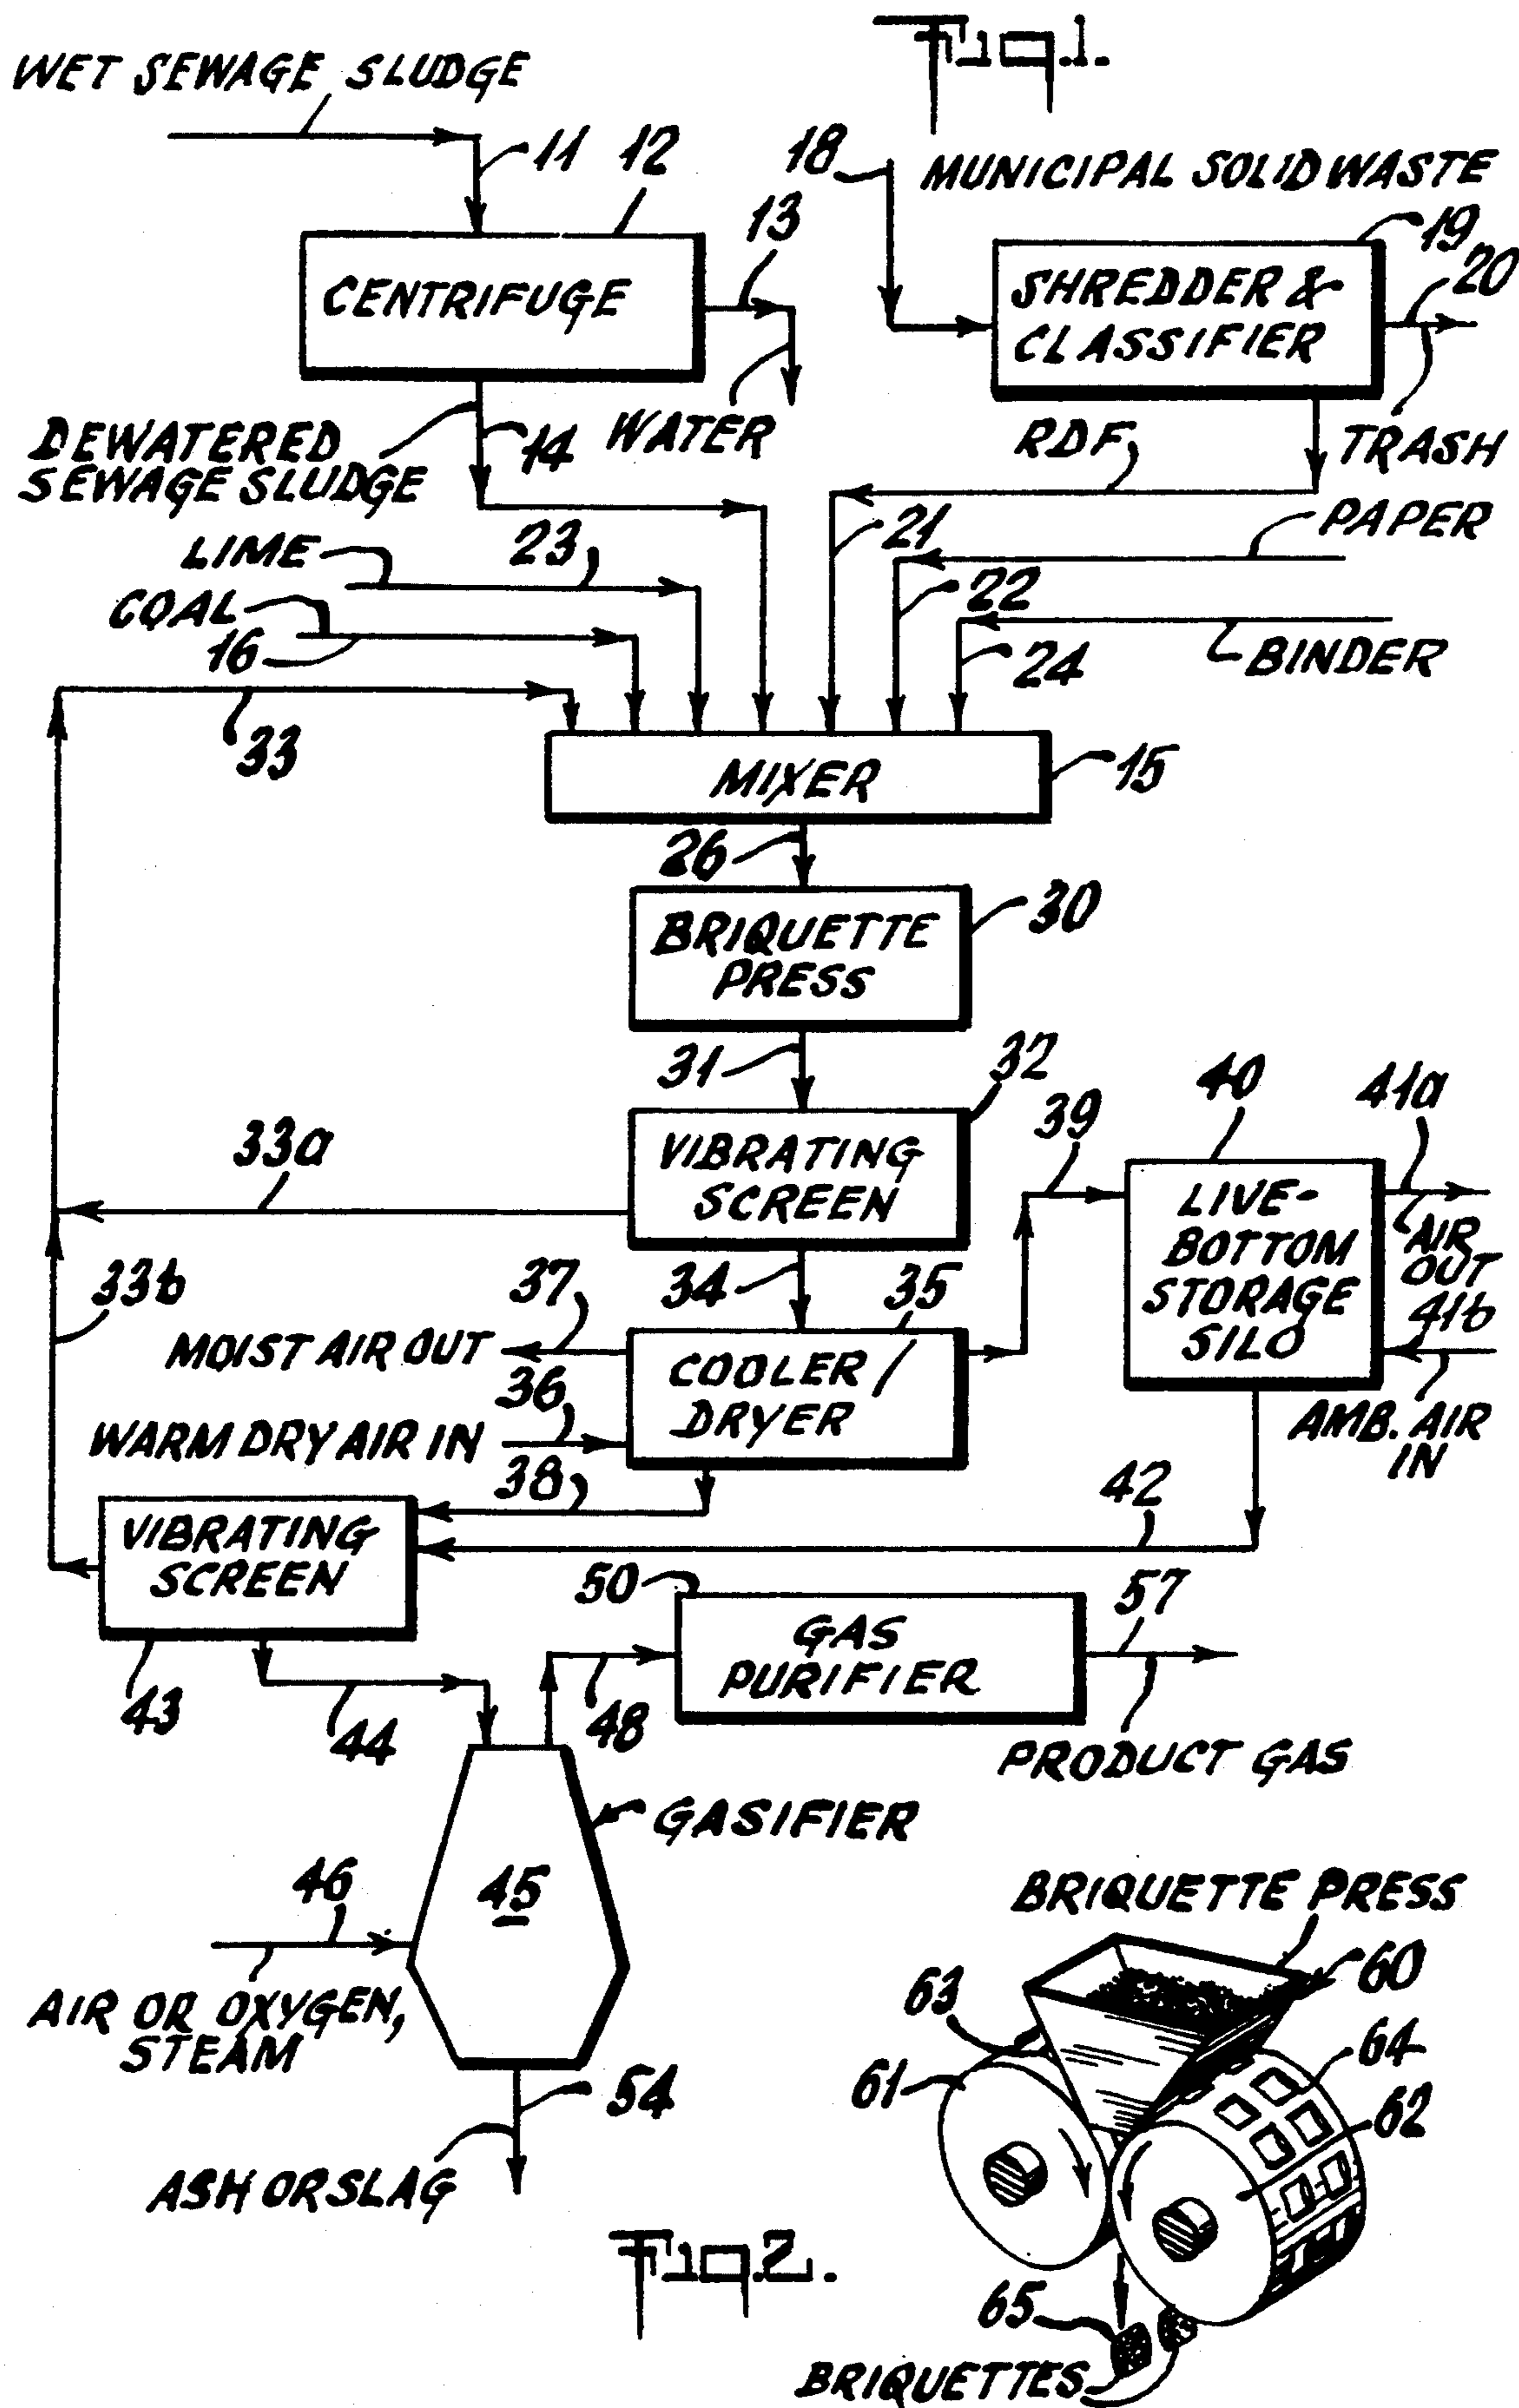 Fig.1.
WET SEWAGE SLUDGE
11
12
13
18
MUNICIPAL SOLID WASTE
19
20
CENTRIFUGE
SHREDDER &
CLASSIFIER
DEWATERED
SEWAGE SLUDGE
14
WATER
RDF
TRASH
LIME
23
21
PAPER
COAL
16
22
24
BINDER
33
MIXER
15
26
BRIQUETTE
PRESS
30
31
32
33a
VIBRATING
SCREEN
39
40
41a
LIVE-
BOTTOM
STORAGE
SILO
AIR
OUT
41b
33b
37
34
35
MOIST AIR OUT
36
COOLER/
DRYER
WARM DRY AIR IN
38
AMB. AIR
IN
42
VIBRATING
SCREEN
43
44
50
GAS
PURIFIER
57
48
PRODUCT GAS
GASIFIER
45
46
AIR OR OXYGEN,
STEAM
54
ASH OR SLAG
Fig.2.
BRIQUETTE PRESS
60
63
64
61
62
65
BRIQUETTES